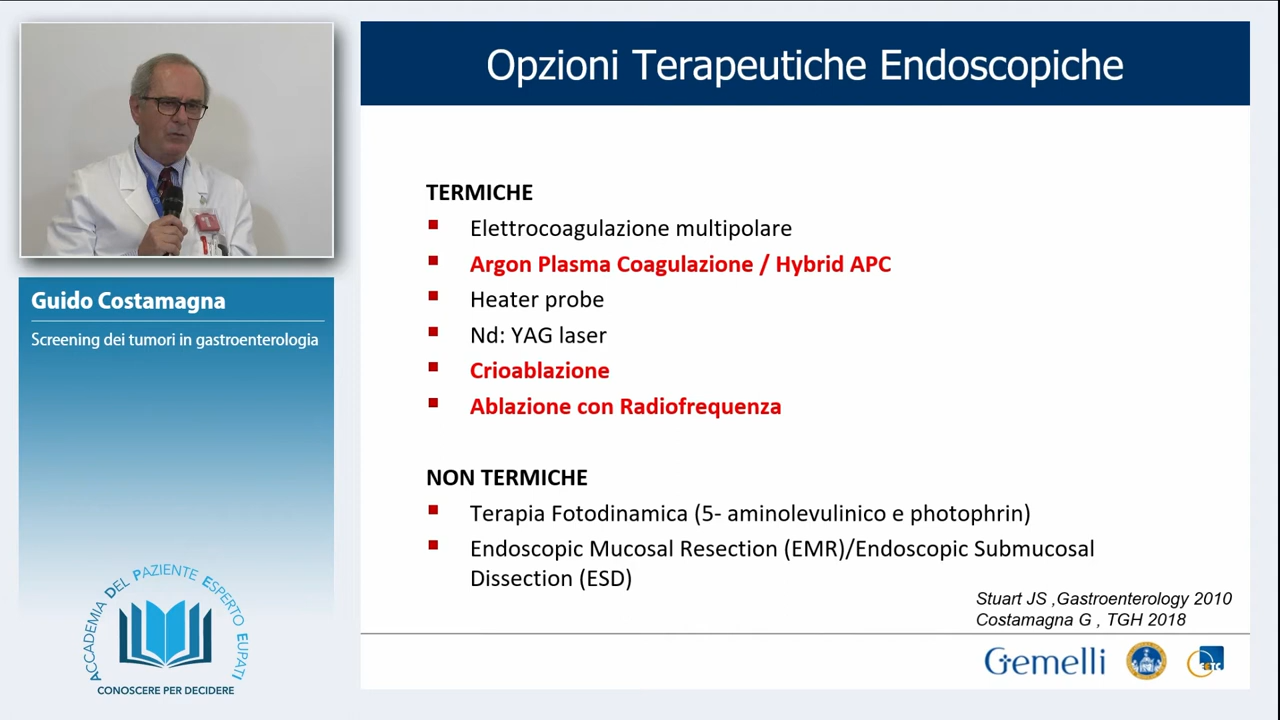 Opzioni Terapeutiche Endoscopiche
Guido Costamagna
Screening dei tumori in gastroenterologia
ACCADEMIA DEL PAZIENTE ESPERTO EUPATI
CONOSCERE PER DECIDERE
TERMICHE
Elettrocoagulazione multipolare
Argon Plasma Coagulazione / Hybrid APC
Heater probe
Nd: YAG laser
Crioablazione
Ablazione con Radiofrequenza
NON TERMICHE
Terapia Fotodinamica (5- aminolevulinico e photophrin)
Endoscopic Mucosal Resection (EMR)/Endoscopic Submucosal
Dissection (ESD)
Stuart JS ,Gastroenterology 2010
Costamagna G , TGH 2018
Gemelli